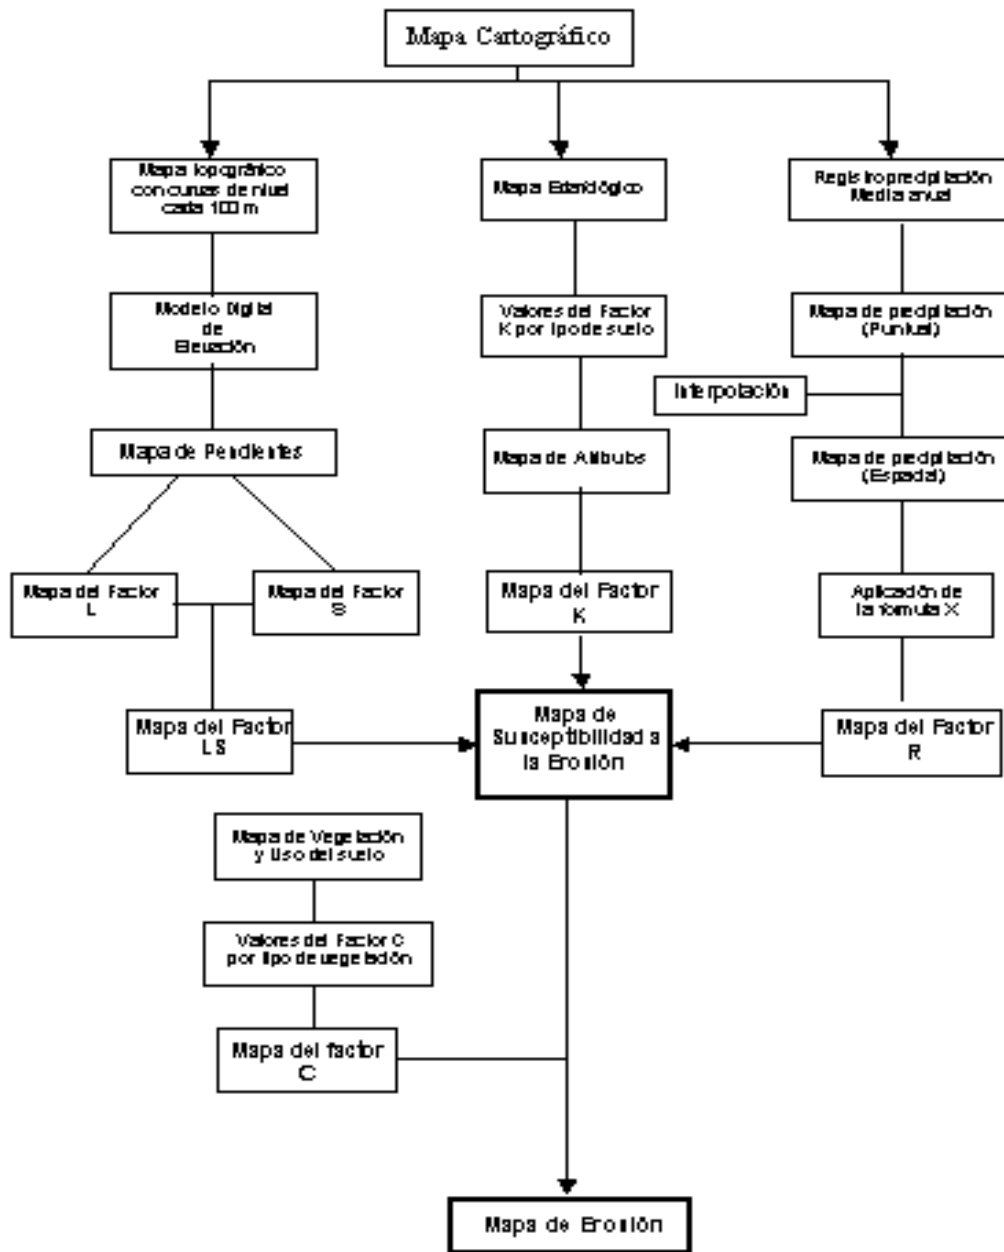 Mapa Cartográfico
Mapa topográfico
con curvas de nivel
cada 100 m
Mapa Edafológico
Registro precipitación
Media anual
Modelo Digital
de
Elevación
Valores del Factor
K por tipo de suelo
Mapa de precipitación
(Puntual)
Interpolación
Mapa de Pendientes
Mapa de Atributs
Mapa de precipitación
(Espacial)
Mapa del Factor
L
Mapa del Factor
S
Mapa del Factor
K
Aplicación de
la formula X
Mapa del Factor
LS
Mapa de
Susceptibilidad a
la Erosión
Mapa del Factor
R
Mapa de Vegetación
y Uso del suelo
Valores del Factor C
por tipo de vegetación
Mapa del factor
C
Mapa de Erosión